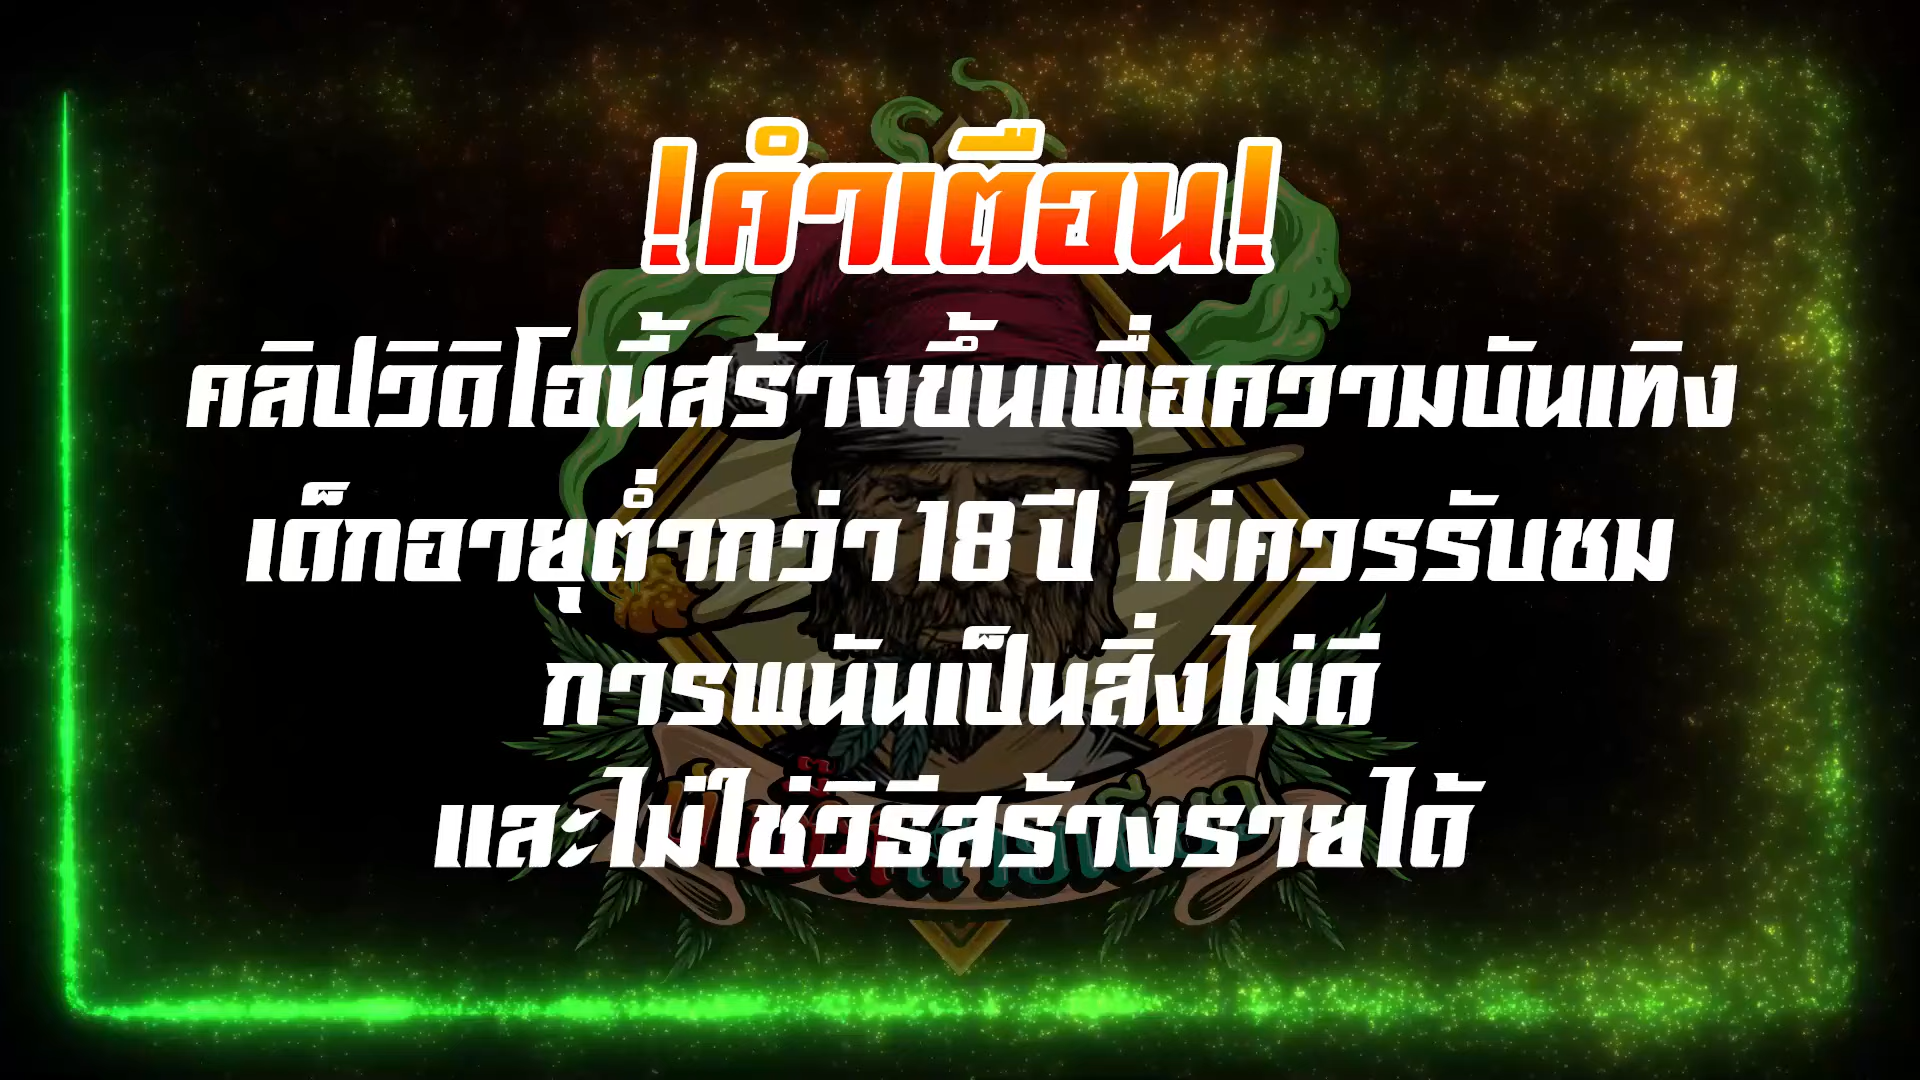 !คำเตือน!
คลิปวิดิโอนี้สร้างขึ้นเพื่อความบันเทิง
เด็กอายุต่ำกว่า 18 ปี ไม่ควรรับชม
การพนันเป็นสิ่งไม่ดี
และไม่ใช่วิธีสร้างรายได้